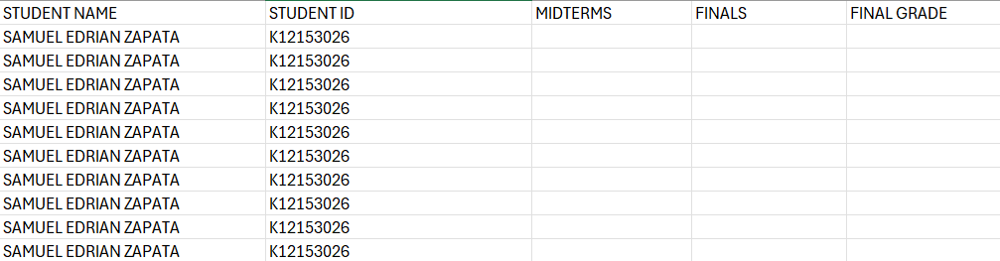 STUDENT NAME STUDENT ID MIDTERMS FINALS FINAL GRADE
SAMUEL EDRIAN ZAPATA K12153026
SAMUEL EDRIAN ZAPATA K12153026
SAMUEL EDRIAN ZAPATA K12153026
SAMUEL EDRIAN ZAPATA K12153026
SAMUEL EDRIAN ZAPATA K12153026
SAMUEL EDRIAN ZAPATA K12153026
SAMUEL EDRIAN ZAPATA K12153026
SAMUEL EDRIAN ZAPATA K12153026
SAMUEL EDRIAN ZAPATA K12153026
SAMUEL EDRIAN ZAPATA K12153026